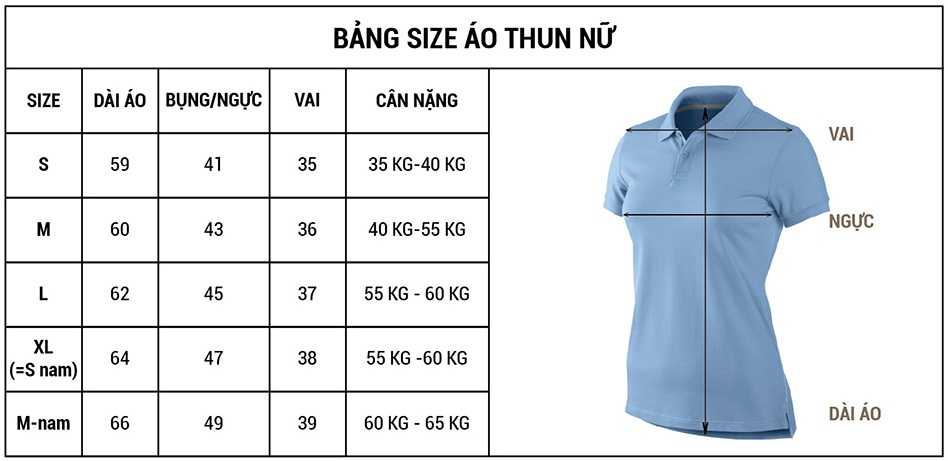 BẢNG SIZE ÁO THUN NỮ
SIZE DÀI ÁO BỤNG/NGỰC VAI CÂN NẶNG
S 59 41 35 35 KG-40 KG
M 60 43 36 40 KG-55 KG
L 62 45 37 55 KG - 60 KG
XL
(=S nam) 64 47 38 55 KG -60 KG
M-nam 66 49 39 60 KG - 65 KG
VAI
NGỰC
DÀI ÁO